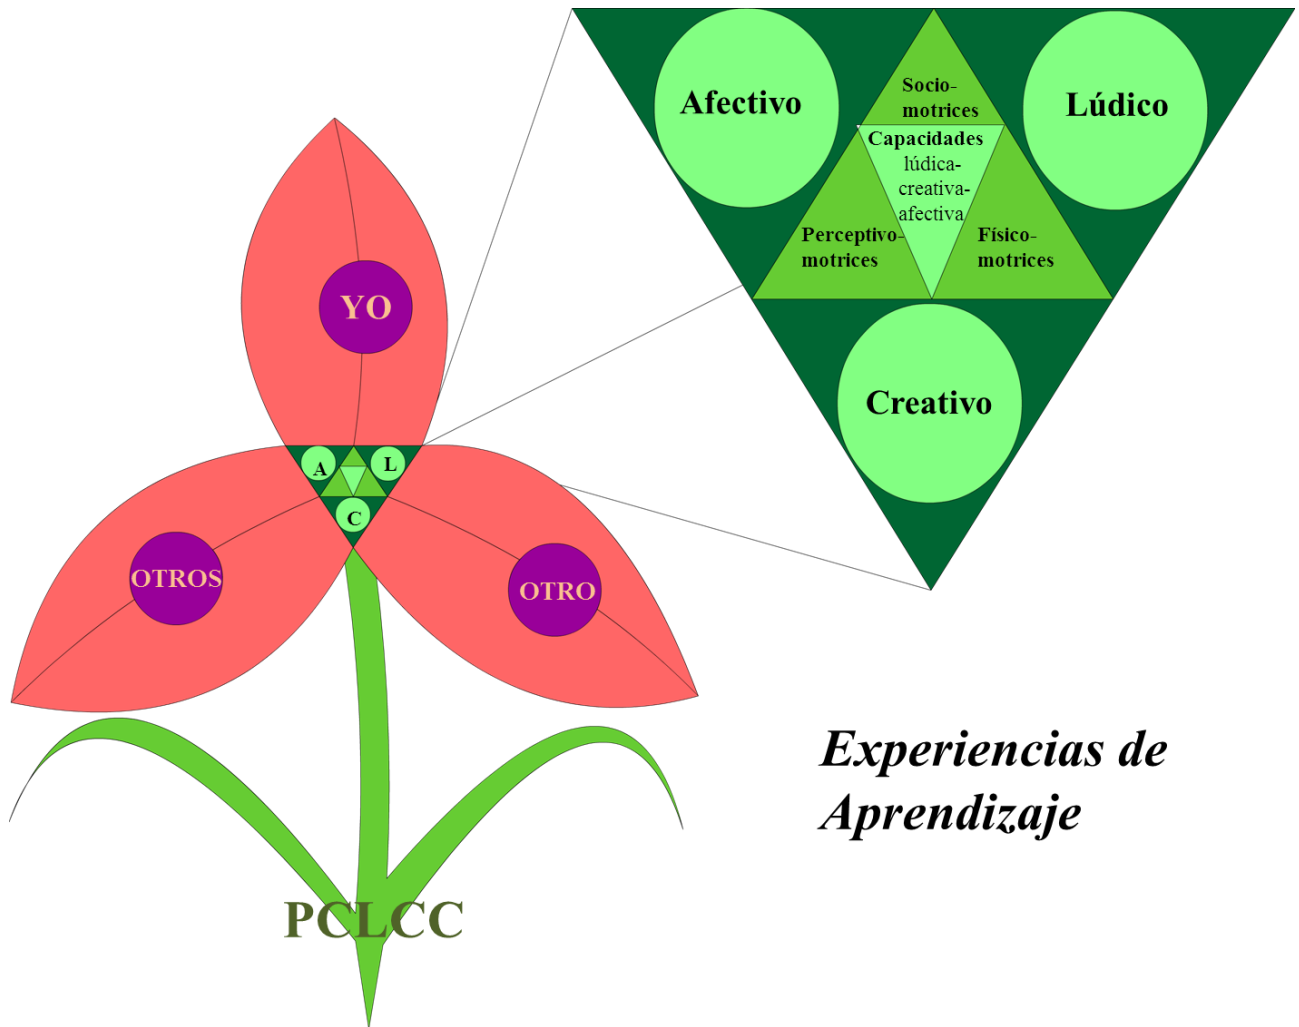 Afectivo
Lúdico
Socio-
motrices
Capacidades
lúdica-
creativa-
afectiva
Perceptivo-
motrices
Físico-
motrices
Creativo
YO
A
L
C
OTROS
OTRO
Experiencias de
Aprendizaje
PCLCC